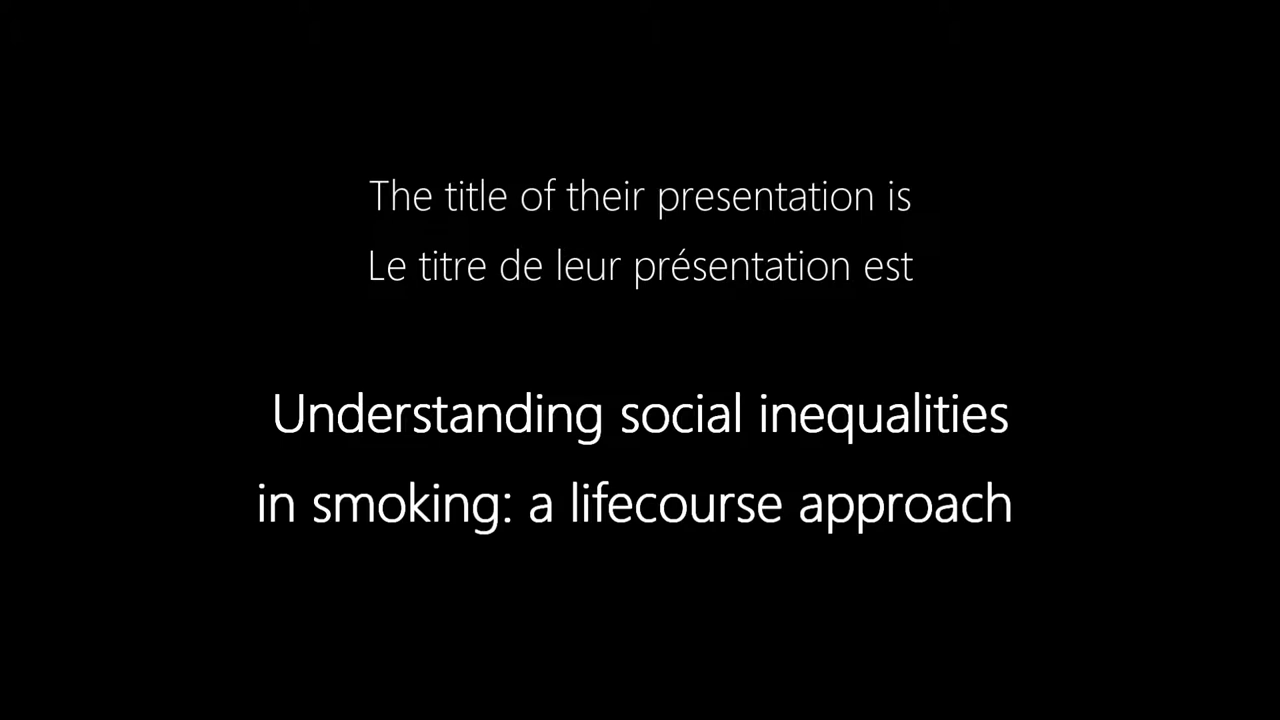 The title of their presentation is
Le titre de leur présentation est
Understanding social inequalities
in smoking: a lifecourse approach